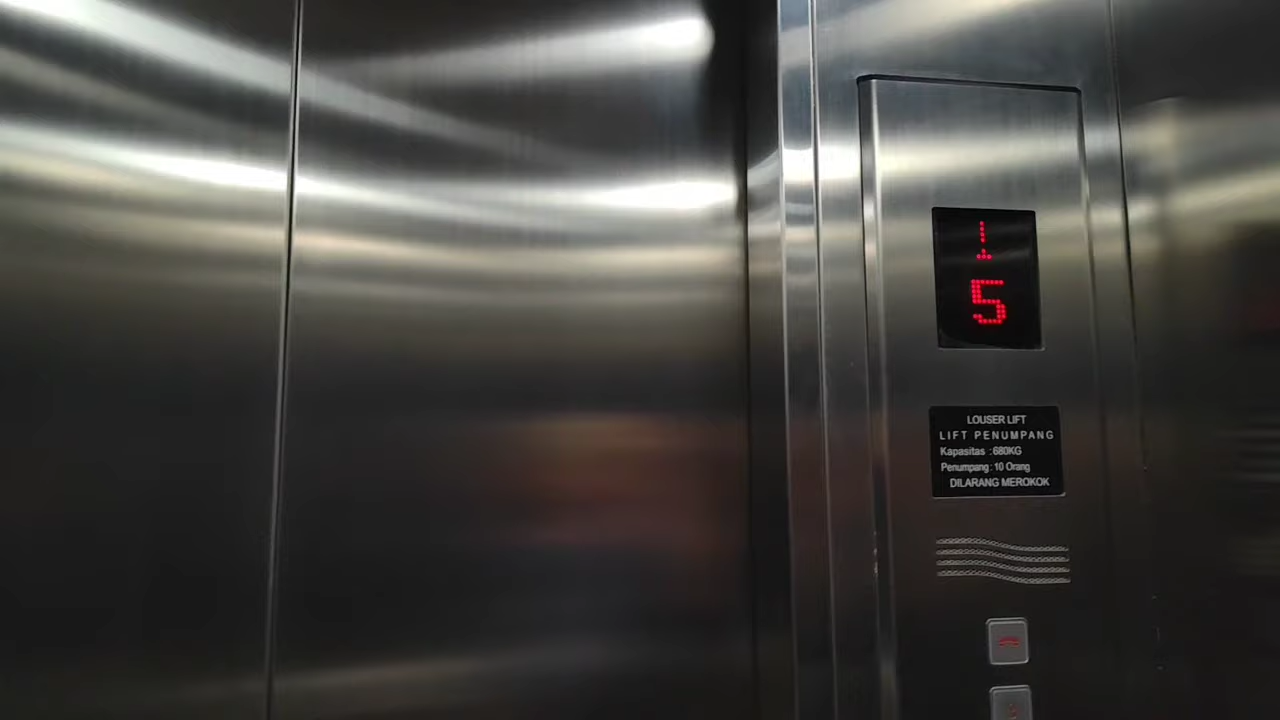 5
LOUSER LIFT
LIFT PENUMPANG
Kapasitas : 680KG
Penumpang : 10 Orang
DILARANG MEROKOK